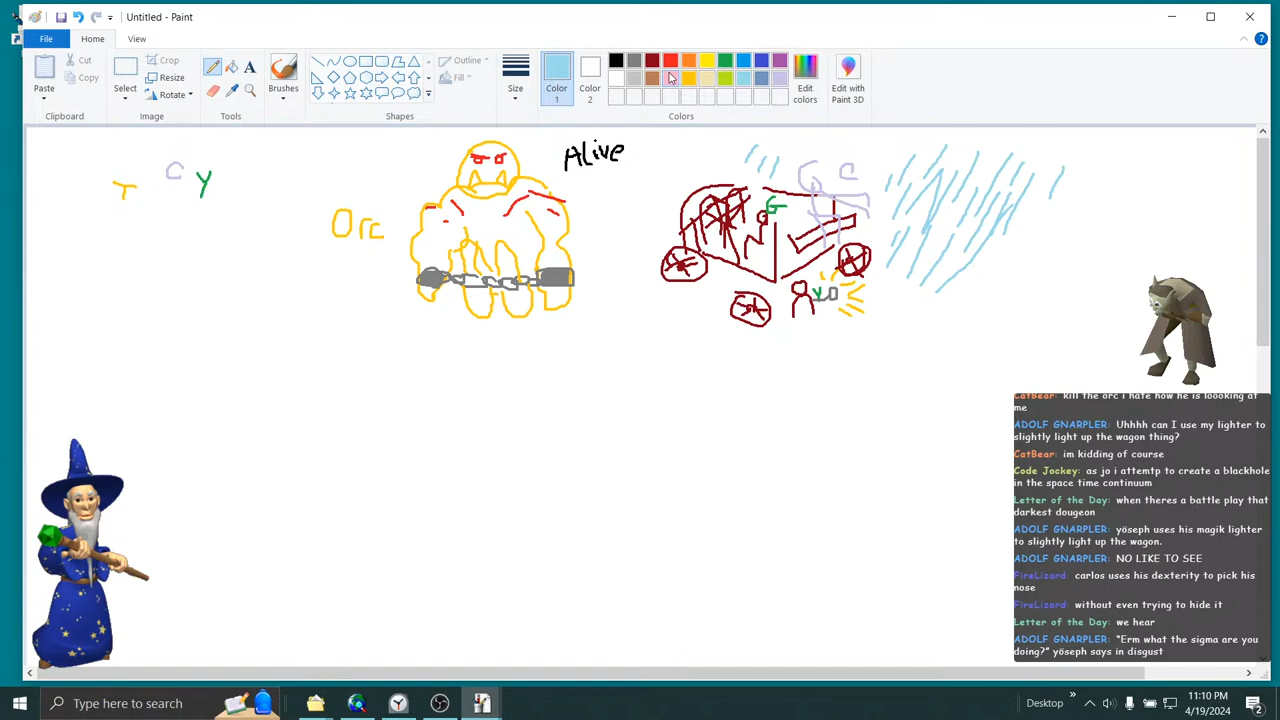 Untitled - Paint
File
Home
View
Paste
Cut
Copy
Clipboard
Select
Crop
Resize
Rotate
Image
A
Tools
Brushes
Outline
Fill
Shapes
Size
Color
1
Color
2
Edit
colors
Edit with
Paint 3D
Colors
T
C
Y
Orc
Alive
G
C
C
Y
CatBear: kill the orc i hate how he is loooking at
me
ADOLF GNARPLER: Uhhhh can I use my lighter to
slightly light up the wagon thing?
CatBear: im kidding of course
Code Jockey: as jo i attemtp to create a blackhole
in the space time continuum
Letter of the Day: when theres a battle play that
darkest dougeon
ADOLF GNARPLER: yöseph uses his magik lighter
to slightly light up the wagon.
ADOLF GNARPLER: NO LIKE TO SEE
FireLizard: carlos uses his dexterity to pick his
nose
FireLizard: without even trying to hide it
Letter of the Day: we hear
ADOLF GNARPLER: "Erm what the sigma are you
doing?" yöseph says in disgust
Type here to search
Desktop
11:10 PM
4/19/2024
2